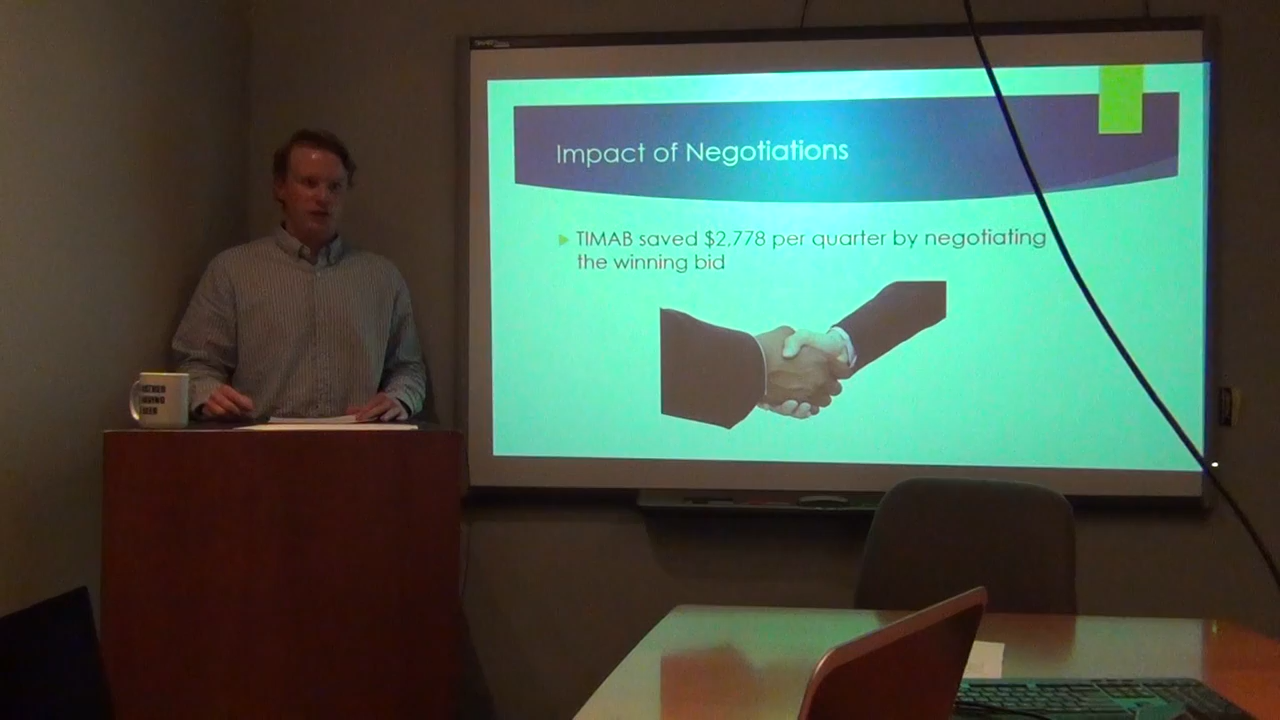 Impact of Negotiations
TIMAB saved $2,778 per quarter by negotiating
the winning bid